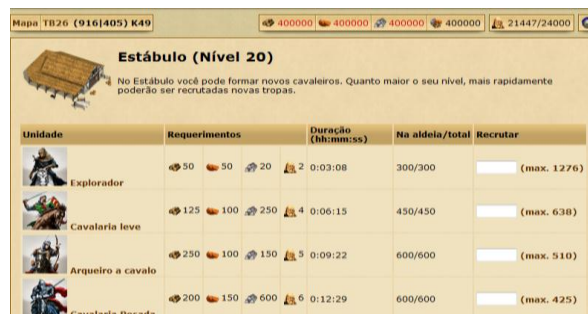 Mapa TB26 (916|405) K49
400000 400000 400000 400000 21447/24000
Estábulo (Nível 20)
No Estábulo você pode formar novos cavaleiros. Quanto maior o seu nível, mais rapidamente
poderão ser recrutadas novas tropas.
Unidade Requerimentos Duração (hh:mm:ss) Na aldeia/total Recrutar
Explorador 50 50 20 2 0:03:08 300/300 (max. 1276)
Cavalaria leve 125 100 250 4 0:06:15 450/450 (max. 638)
Arqueiro a cavalo 250 100 150 5 0:09:22 600/600 (max. 510)
Cavalaria Pesada 200 150 600 6 0:12:29 600/600 (max. 425)